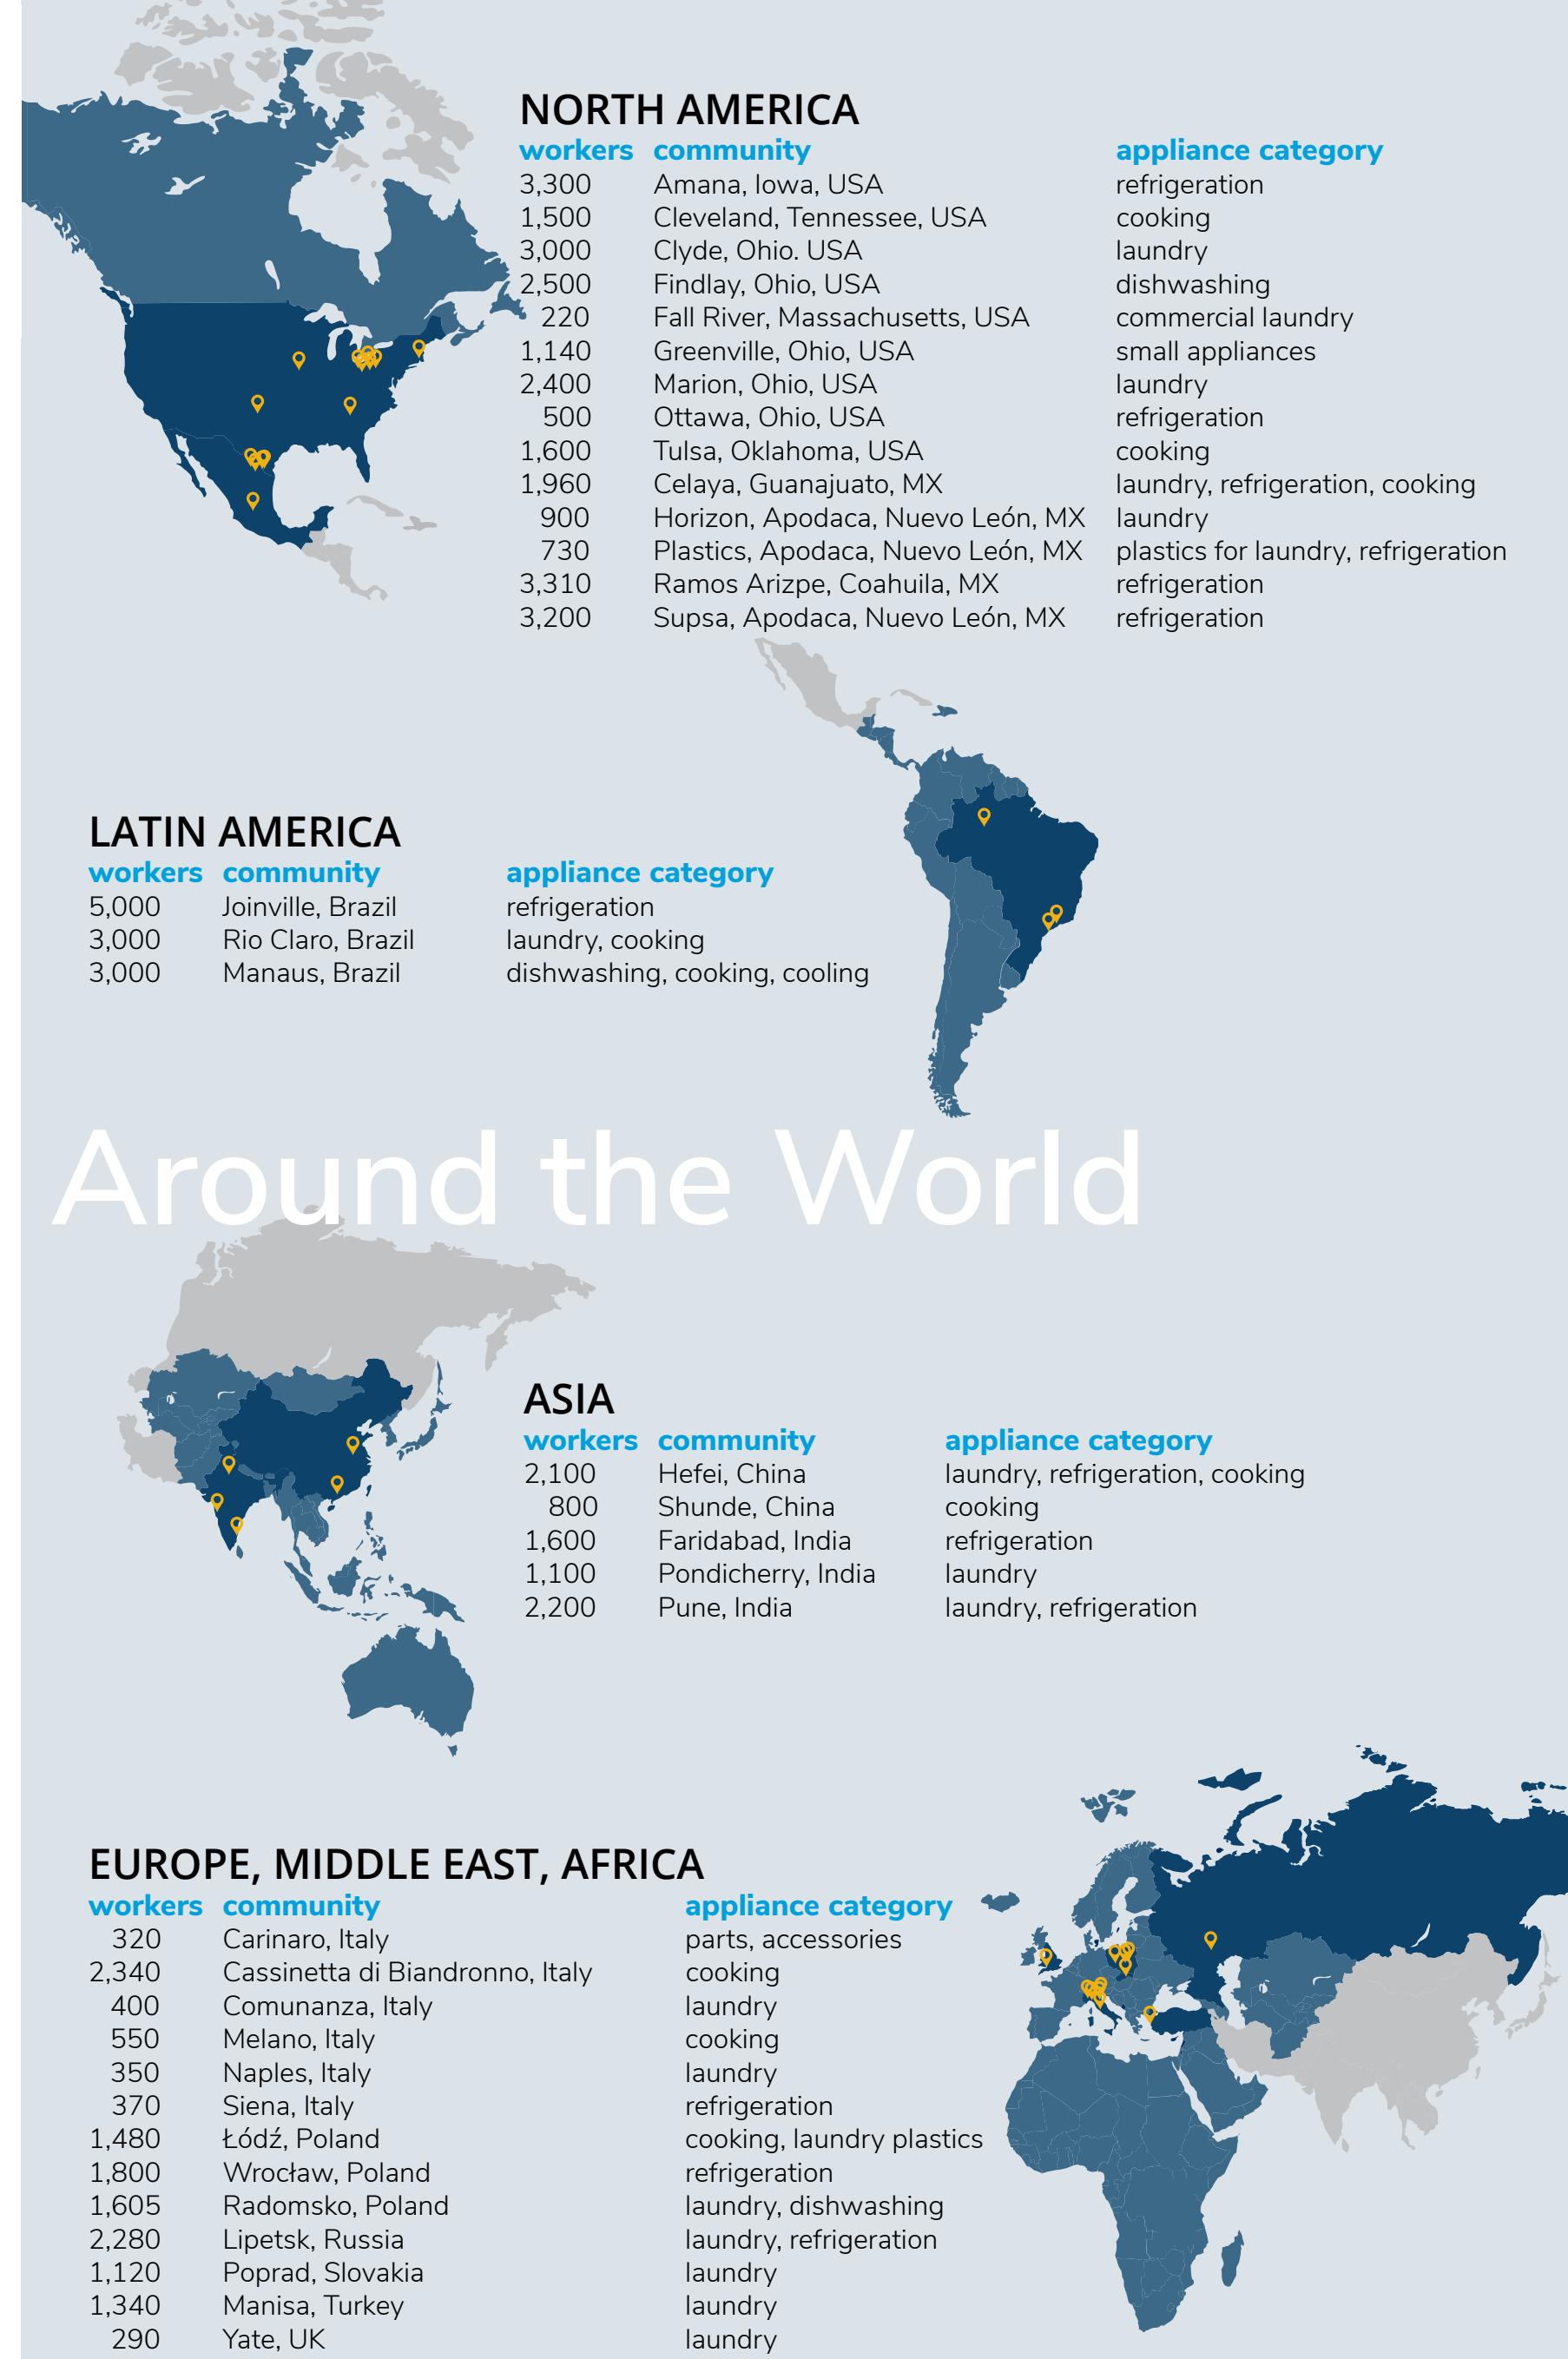 NORTH AMERICA
workers community appliance category
3,300 Amana, Iowa, USA refrigeration
1,500 Cleveland, Tennessee, USA cooking
3,000 Clyde, Ohio. USA laundry
2,500 Findlay, Ohio, USA dishwashing
220 Fall River, Massachusetts, USA commercial laundry
1,140 Greenville, Ohio, USA small appliances
2,400 Marion, Ohio, USA laundry
500 Ottawa, Ohio, USA refrigeration
1,600 Tulsa, Oklahoma, USA cooking
1,960 Celaya, Guanajuato, MX laundry, refrigeration, cooking
900 Horizon, Apodaca, Nuevo León, MX laundry
730 Plastics, Apodaca, Nuevo León, MX plastics for laundry, refrigeration
3,310 Ramos Arizpe, Coahuila, MX refrigeration
3,200 Supsa, Apodaca, Nuevo León, MX refrigeration
LATIN AMERICA
workers community appliance category
5,000 Joinville, Brazil refrigeration
3,000 Rio Claro, Brazil laundry, cooking
3,000 Manaus, Brazil dishwashing, cooking, cooling
Around the World
ASIA
workers community appliance category
2,100 Hefei, China laundry, refrigeration, cooking
800 Shunde, China cooking
1,600 Faridabad, India refrigeration
1,100 Pondicherry, India laundry
2,200 Pune, India laundry, refrigeration
EUROPE, MIDDLE EAST, AFRICA
workers community appliance category
320 Carinaro, Italy parts, accessories
2,340 Cassinetta di Biandronno, Italy cooking
400 Comunanza, Italy laundry
550 Melano, Italy cooking
350 Naples, Italy laundry
370 Siena, Italy refrigeration
1,480 Łódź, Poland cooking, laundry plastics
1,800 Wrocław, Poland refrigeration
1,605 Radomsko, Poland laundry, dishwashing
2,280 Lipetsk, Russia laundry, refrigeration
1,120 Poprad, Slovakia laundry
1,340 Manisa, Turkey laundry
290 Yate, UK laundry